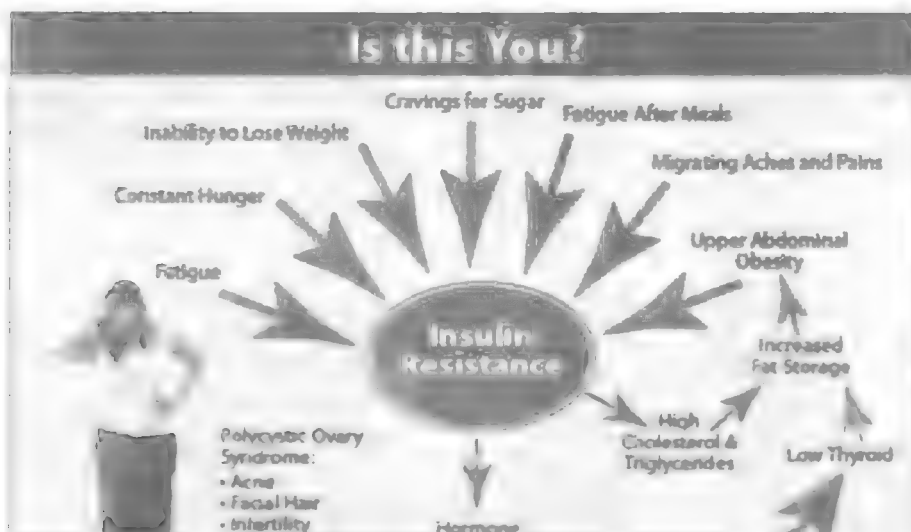 Is this You?
Cravings for Sugar
Fatigue After Meals
Inability to Lose Weight
Migrating Aches and Pains
Constant Hunger
Upper Abdominal
Obesity
Fatigue
Insulin
Resistance
Increased
Fat Storage
High
Cholesterol &
Triglycerides
Low Thyroid
Polycystic Ovary
Syndrome:
• Acne
• Facial Hair
• Infertility
Hormone